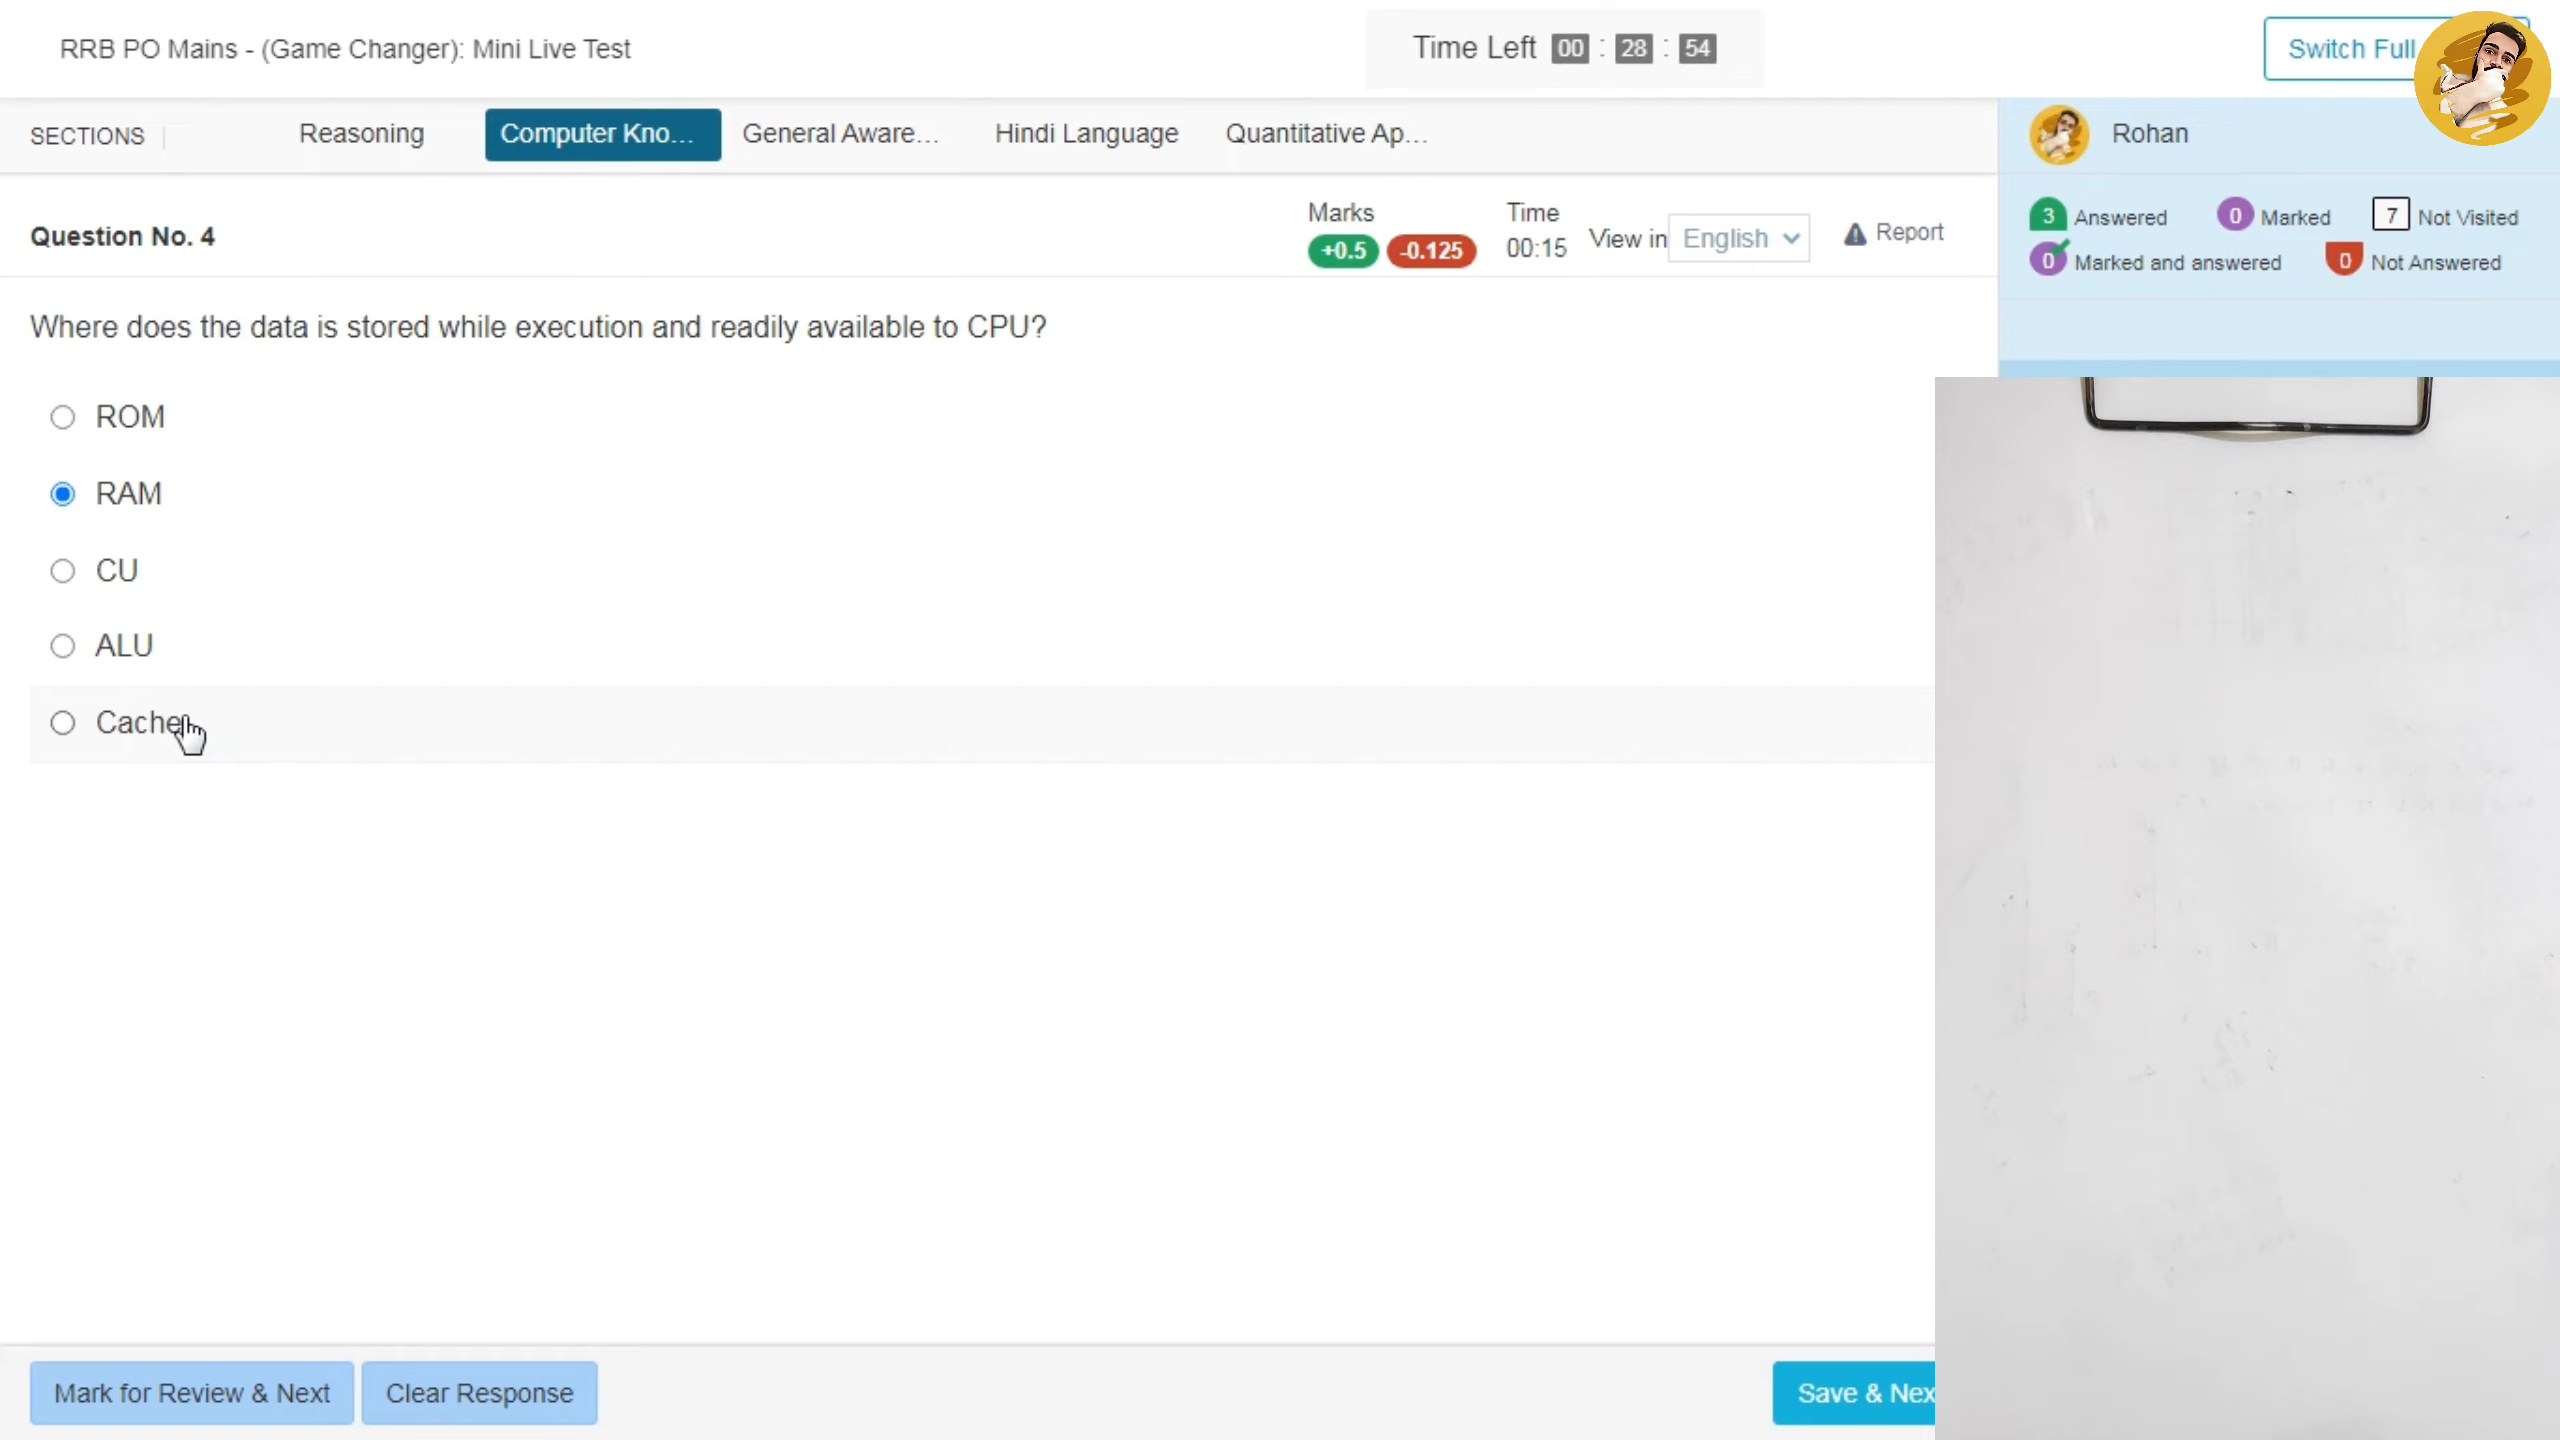 RRB PO Mains - (Game Changer): Mini Live Test
Time Left 00 : 28 : 54
Switch Full
SECTIONS
Reasoning
Computer Kno...
General Aware...
Hindi Language
Quantitative Ap...
Rohan
Question No. 4
Marks
+0.5 -0.125
Time
00:15
View in English
Report
3 Answered
0 Marked
7 Not Visited
0 Marked and answered
0 Not Answered
Where does the data is stored while execution and readily available to CPU?
ROM
RAM
CU
ALU
Cache
Mark for Review & Next
Clear Response
Save & Nex